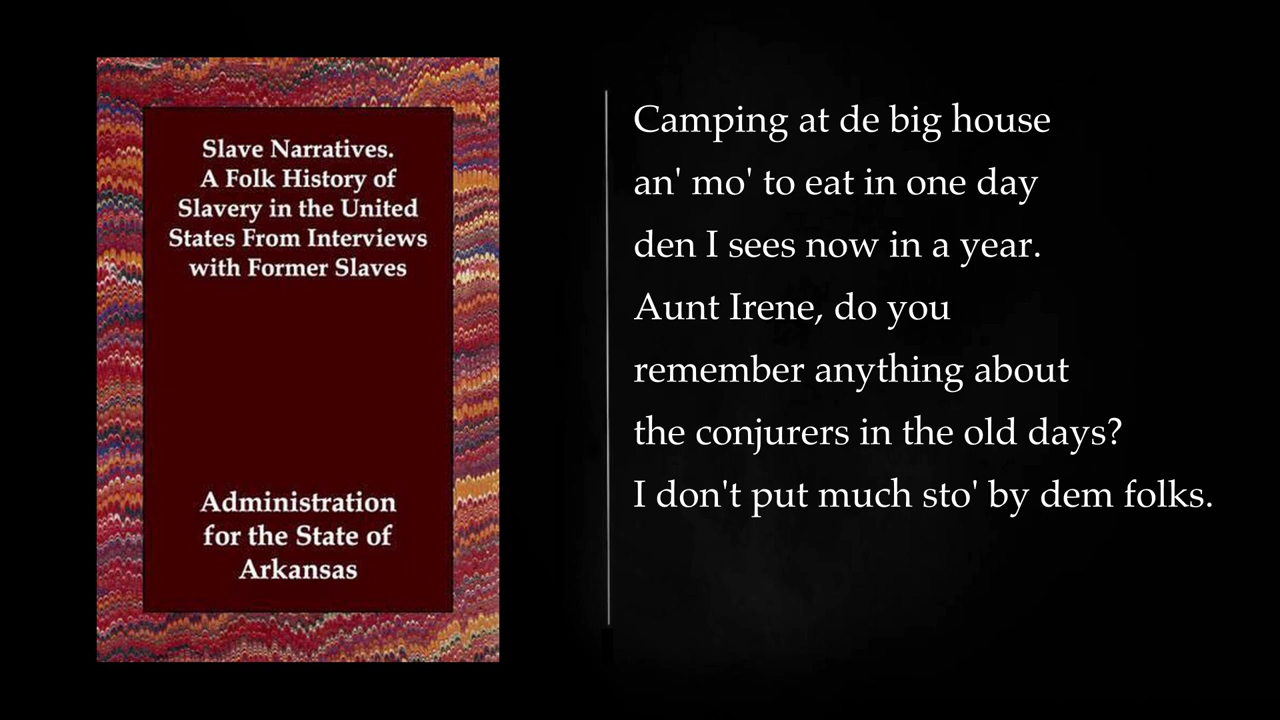 Slave Narratives.
A Folk History of
Slavery in the United
States From Interviews
with Former Slaves
Administration
for the State of
Arkansas
Camping at de big house
an' mo' to eat in one day
den I sees now in a year.
Aunt Irene, do you
remember anything about
the conjurers in the old days?
I don't put much sto' by dem folks.